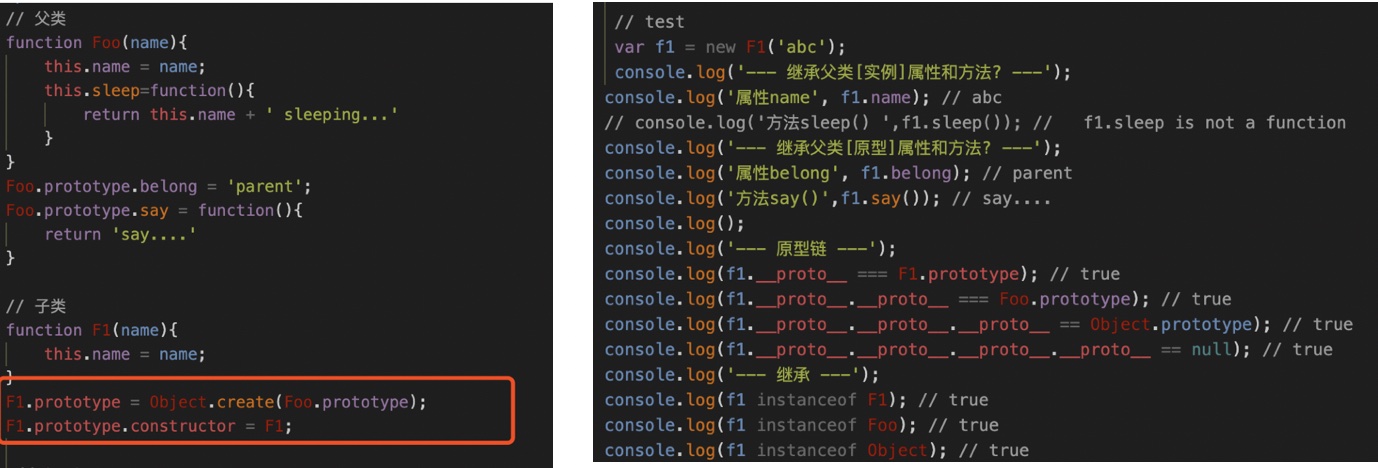 // 父类
function Foo(name){
    this.name = name;
    this.sleep=function(){
        return this.name + ' sleeping...'
    }
}
Foo.prototype.belong = 'parent';
Foo.prototype.say = function(){
    return 'say....'
}

// 子类
function F1(name){
    this.name = name;
}
F1.prototype = Object.create(Foo.prototype);
F1.prototype.constructor = F1;

// test
var f1 = new F1('abc');
console.log('--- 继承父类[实例]属性和方法? ---');
console.log('属性name', f1.name); // abc
// console.log('方法sleep() ',f1.sleep()); //   f1.sleep is not a function
console.log('--- 继承父类[原型]属性和方法? ---');
console.log('属性belong', f1.belong); // parent
console.log('方法say()',f1.say()); // say....
console.log();
console.log('--- 原型链 ---');
console.log(f1.__proto__ === F1.prototype); // true
console.log(f1.__proto__.__proto__ === Foo.prototype); // true
console.log(f1.__proto__.__proto__.__proto__ == Object.prototype); // true
console.log(f1.__proto__.__proto__.__proto__.__proto__ == null); // true
console.log('--- 继承 ---');
console.log(f1 instanceof F1); // true
console.log(f1 instanceof Foo); // true
console.log(f1 instanceof Object); // true